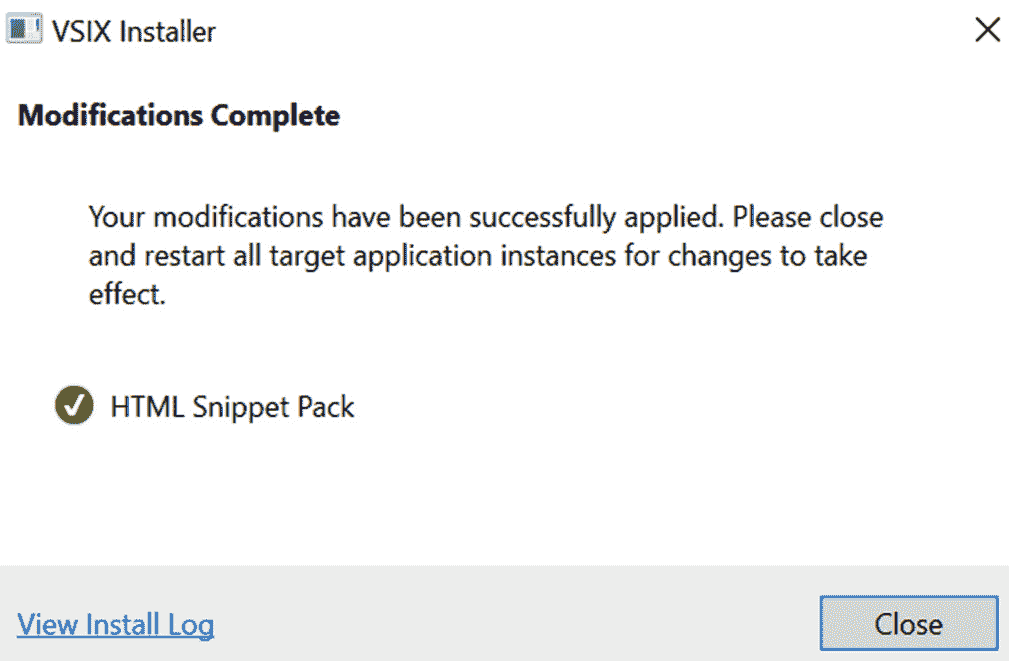 VSIX Installer
Modifications Complete
Your modifications have been successfully applied. Please close
and restart all target application instances for changes to take
effect.
HTML Snippet Pack
View Install Log
Close